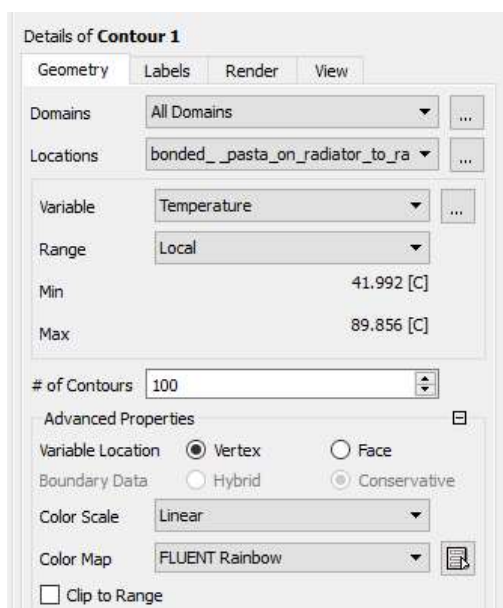 Details of Contour 1
Geometry Labels Render View
Domains All Domains ...
Locations bonded_ _pasta_on_radiator_to_ra ...
Variable Temperature ...
Range Local
Min 41.992 [C]
Max 89.856 [C]
# of Contours 100
Advanced Properties
Variable Location Vertex Face
Boundary Data Hybrid Conservative
Color Scale Linear
Color Map FLUENT Rainbow
Clip to Range